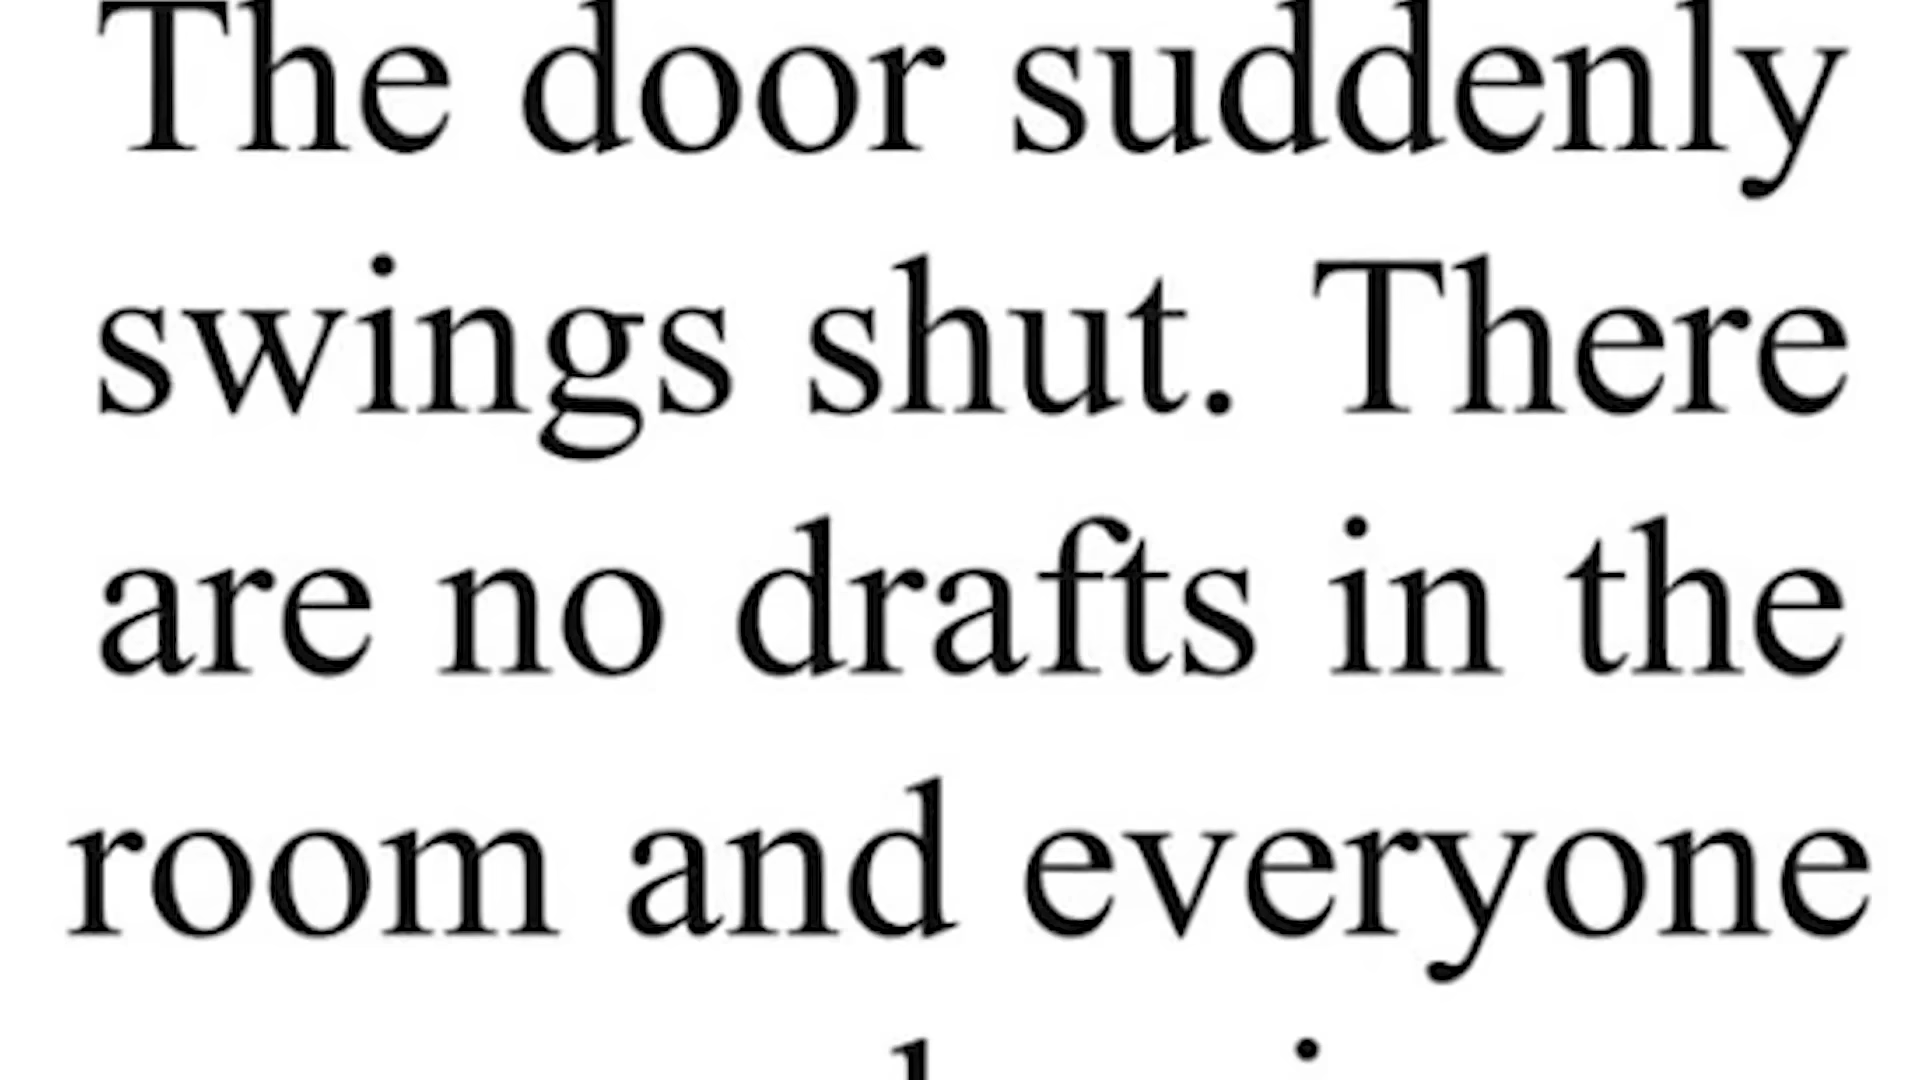 The door suddenly
swings shut. There
are no drafts in the
room and everyone